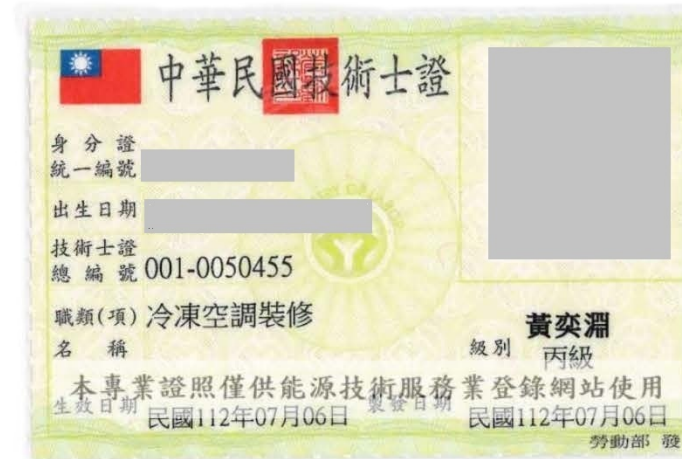 中華民國技術士證
身分證
統一編號
出生日期
技術士證
總編號 001-0050455
職類(項) 冷凍空調裝修
名稱
黃奕淵
級別 丙級
本專業證照僅供能源技術服務業登錄網站使用
生效日期 民國112年07月06日 製發日期 民國112年07月06日
勞動部 發